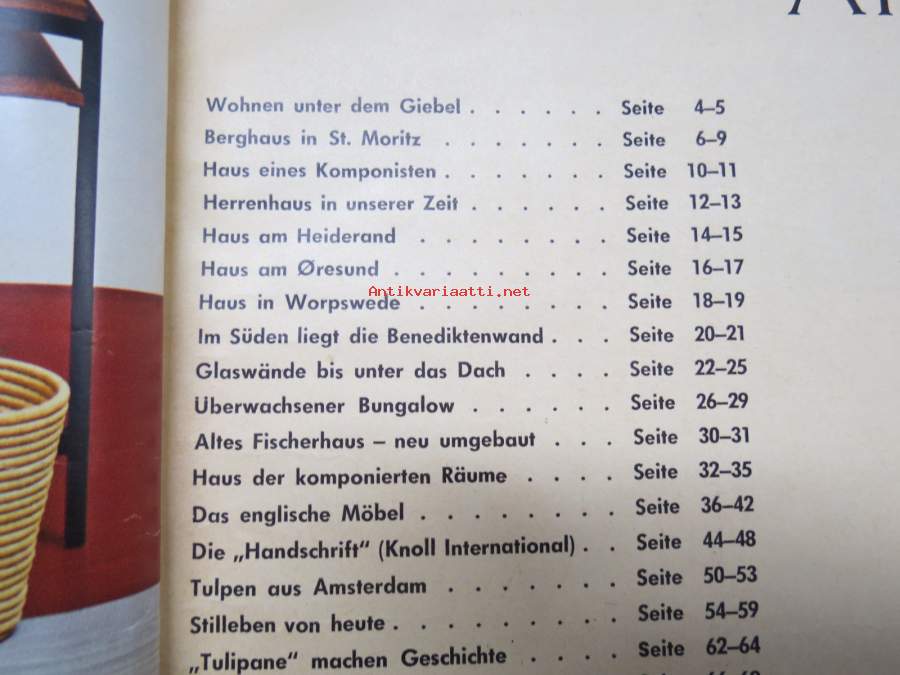 Wohnen unter dem Giebel . . . . . . Seite 4–5
Berghaus in St. Moritz . . . . . . . Seite 6–9
Haus eines Komponisten . . . . . . . Seite 10–11
Herrenhaus in unserer Zeit . . . . . . Seite 12–13
Haus am Heiderand . . . . . . . . Seite 14–15
Haus am Øresund . . . . . . . . . Seite 16–17
Antikvariaatti.net
Haus in Worpswede . . . . . . . . Seite 18–19
Im Süden liegt die Benediktenwand . . . Seite 20–21
Glaswände bis unter das Dach . . . . Seite 22–25
Überwachsener Bungalow . . . . . . Seite 26–29
Altes Fischerhaus – neu umgebaut . . . Seite 30–31
Haus der komponierten Räume . . . . Seite 32–35
Das englische Möbel . . . . . . . . Seite 36–42
Die „Handschrift“ (Knoll International) . . Seite 44–48
Tulpen aus Amsterdam . . . . . . . Seite 50–53
Stilleben von heute . . . . . . . . . Seite 54–59
„Tulipane“ machen Geschichte . . . . Seite 62–64